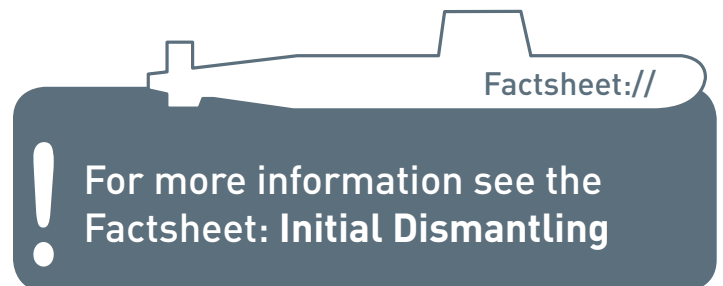 Factsheet://
! For more information see the
Factsheet: Initial Dismantling